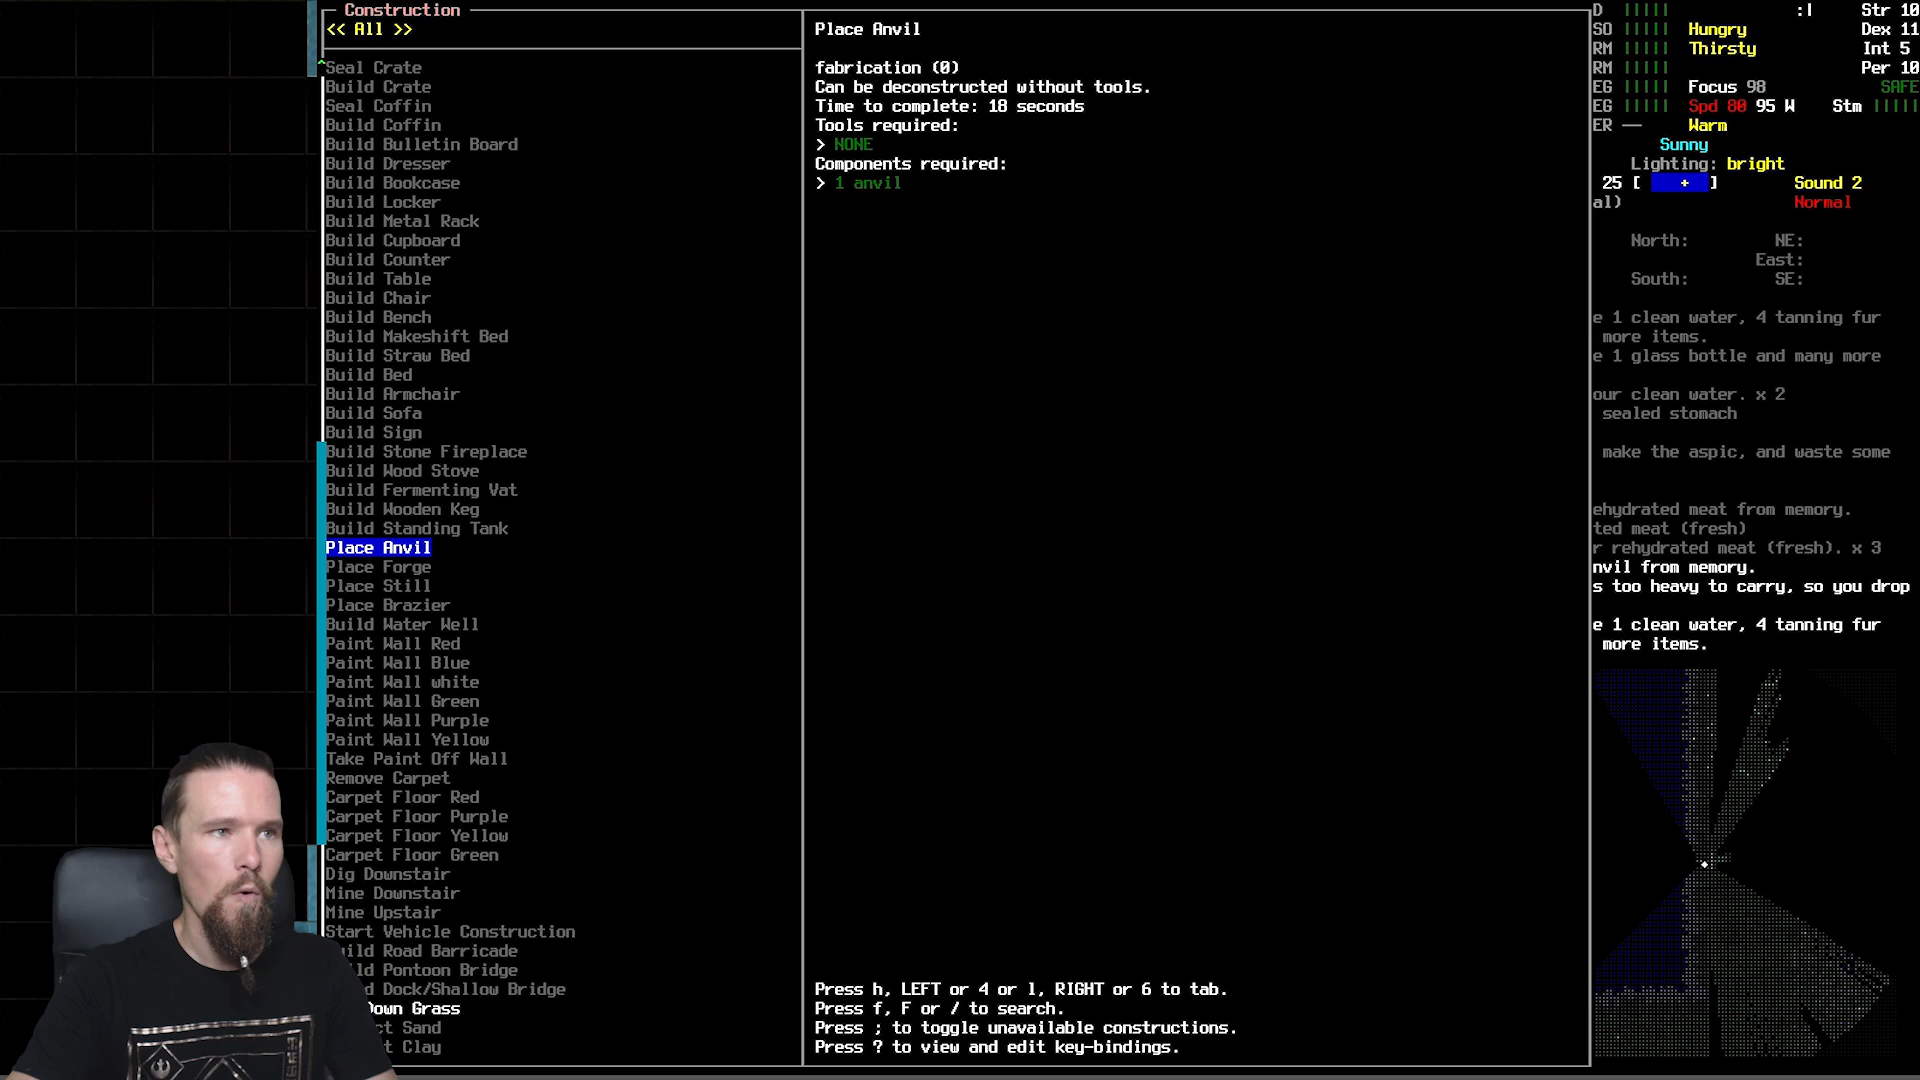 Construction
<< All >>
Seal Crate
Build Crate
Seal Coffin
Build Coffin
Build Bulletin Board
Build Dresser
Build Bookcase
Build Locker
Build Metal Rack
Build Cupboard
Build Counter
Build Table
Build Chair
Build Bench
Build Makeshift Bed
Build Straw Bed
Build Bed
Build Armchair
Build Sofa
Build Sign
Build Stone Fireplace
Build Wood Stove
Build Fermenting Vat
Build Wooden Keg
Build Standing Tank
Place Anvil
Place Forge
Place Still
Place Brazier
Build Water Well
Paint Wall Red
Paint Wall Blue
Paint Wall white
Paint Wall Green
Paint Wall Purple
Paint Wall Yellow
Take Paint Off Wall
Remove Carpet
Carpet Floor Red
Carpet Floor Purple
Carpet Floor Yellow
Carpet Floor Green
Dig Downstair
Mine Downstair
Mine Upstair
Start Vehicle Construction
uild Road Barricade
ld Pontoon Bridge
d Dock/Shallow Bridge
Down Grass
ct Sand
t Clay
Place Anvil
fabrication (0)
Can be deconstructed without tools.
Time to complete: 18 seconds
Tools required:
> NONE
Components required:
> 1 anvil
Press h, LEFT or 4 or l, RIGHT or 6 to tab.
Press f, F or / to search.
Press ; to toggle unavailable constructions.
Press ? to view and edit key-bindings.
D ||||| :| Str 10
SO ||||| Hungry Dex 11
RM ||||| Thirsty Int 5
RM ||||| Per 10
EG ||||| Focus 98 SAFE
EG ||||| Spd 80 95 W Stm |||||
ER — Warm
Sunny
Lighting: bright
25 [ + ] Sound 2
al) Normal
North: NE:
East:
South: SE:
e 1 clean water, 4 tanning fur
more items.
e 1 glass bottle and many more
our clean water. x 2
sealed stomach
make the aspic, and waste some
ehydrated meat from memory.
ted meat (fresh)
r rehydrated meat (fresh). x 3
nvil from memory.
s too heavy to carry, so you drop
e 1 clean water, 4 tanning fur
more items.